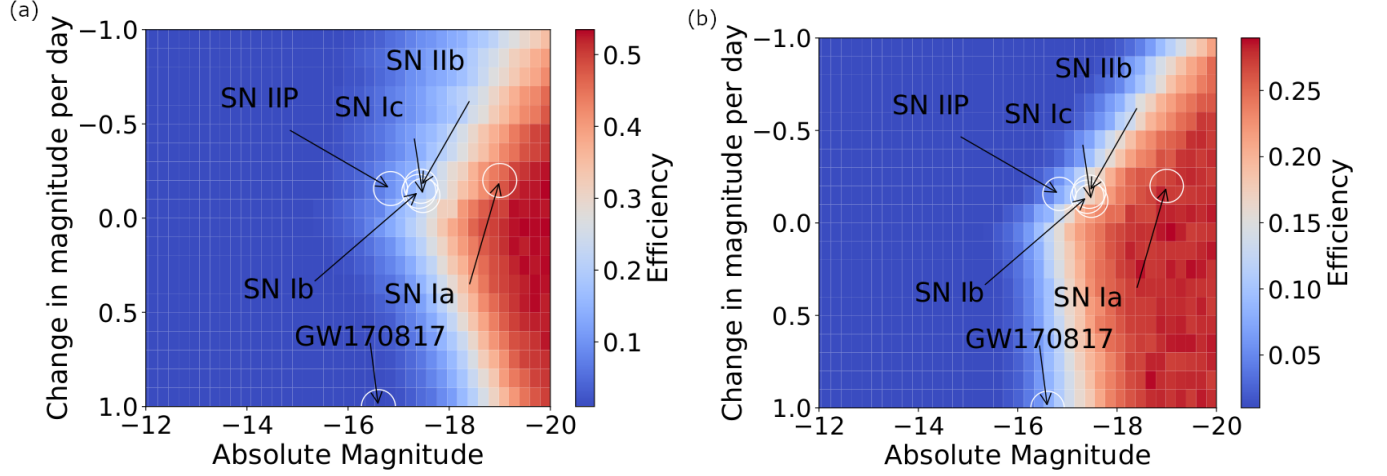 (a)
Change in magnitude per day
−1.0
−0.5
0.0
0.5
1.0
SN IIb
SN IIP
SN Ic
SN Ib
SN Ia
GW170817
−12
−14
−16
−18
−20
Absolute Magnitude
0.5
0.4
0.3
0.2
0.1
Efficiency
(b)
Change in magnitude per day
−1.0
−0.5
0.0
0.5
1.0
SN IIb
SN IIP
SN Ic
SN Ib
SN Ia
GW170817
−12
−14
−16
−18
−20
Absolute Magnitude
0.25
0.20
0.15
0.10
0.05
Efficiency